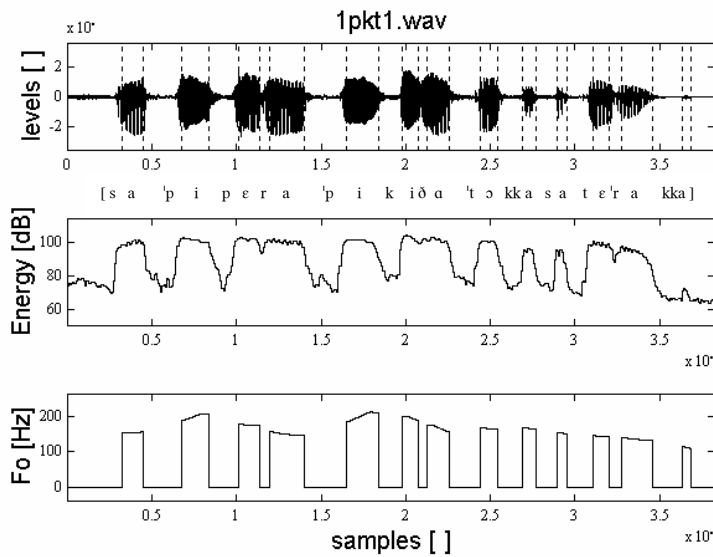 1pkt1.wav
x 10⁴
levels [ ]
2
0
-2
0 0.5 1 1.5 2 2.5 3 3.5
[ s a ˈp i p ɛ r a ˈp i k i ð ɑ ˈt ɔ kk a s a t ɛ ˈr a kka ]
Energy [dB]
100
80
60
0.5 1 1.5 2 2.5 3 3.5
x 10⁴
Fo [Hz]
200
100
0
0.5 1 1.5 2 2.5 3 3.5
samples [ ]
x 10⁴